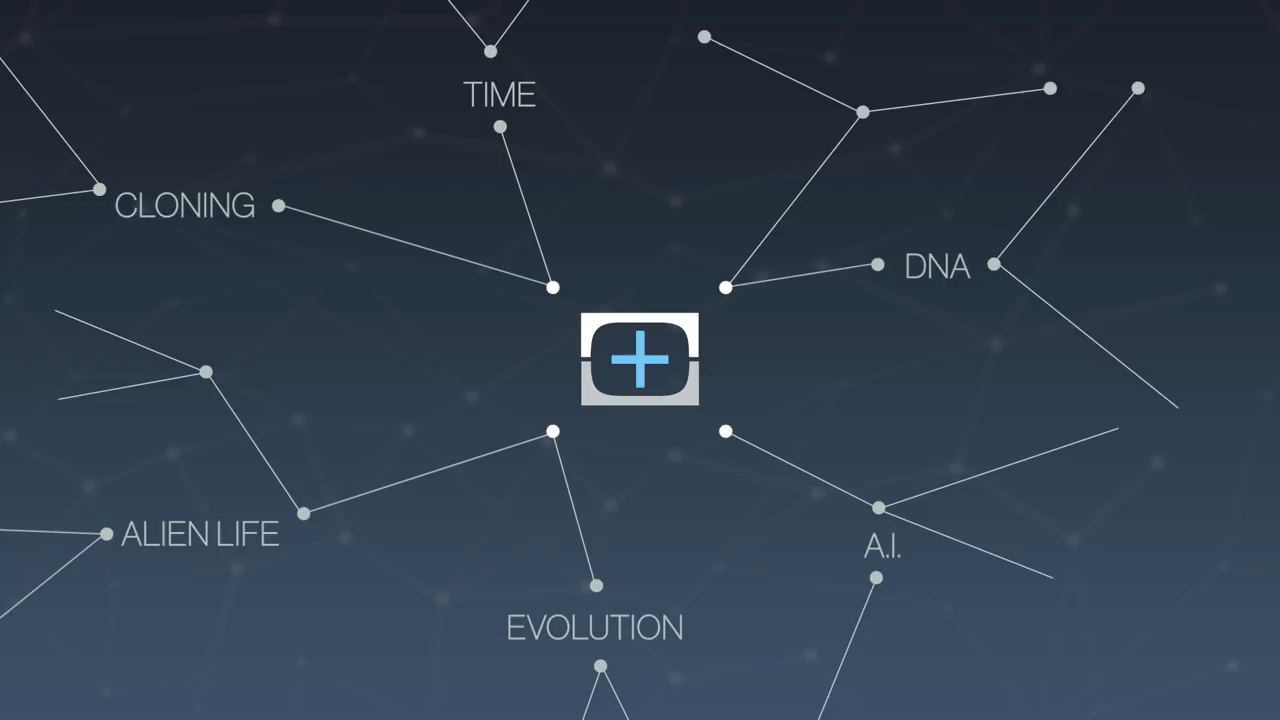 TIME
CLONING
DNA
ALIEN LIFE
A.I.
EVOLUTION